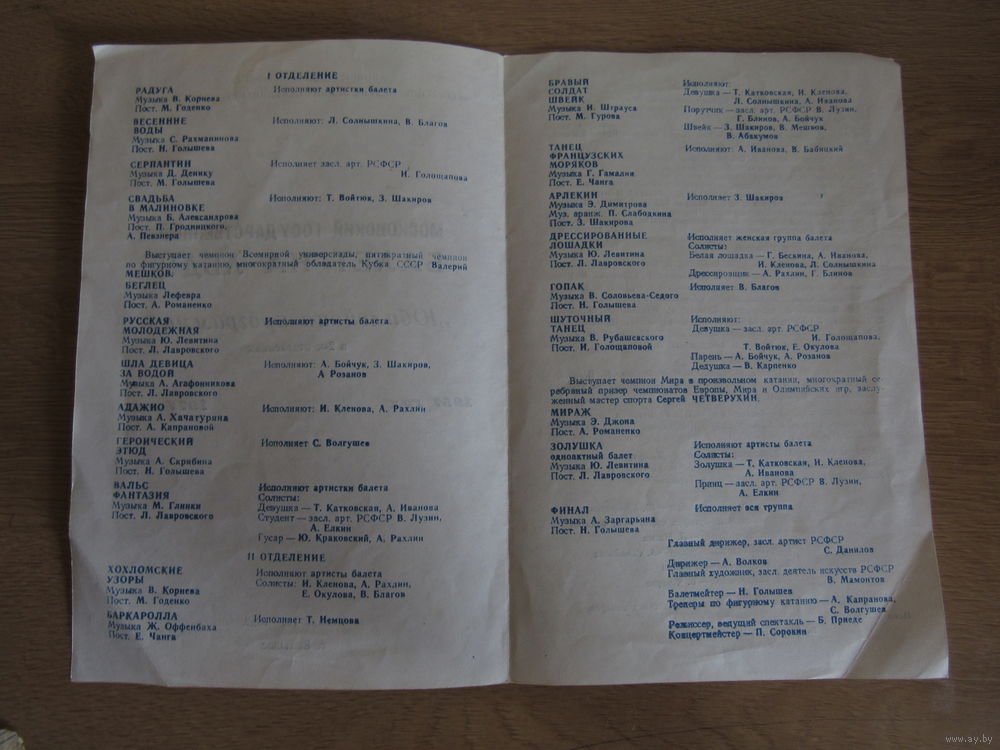 I ОТДЕЛЕНИЕ
РАДУГА
Музыка В. Корнева
Пост. М. Годенко
Исполняют артистки балета
ВЕСЕННИЕ
ВОДЫ
Музыка С. Рахманинова
Пост. Н. Голышева
Исполняют: Л. Солнышкина, В. Благов
СЕРПАНТИН
Музыка Д. Денику
Пост. М. Голышева
Исполняет засл. арт. РСФСР
И. Голощапова
СВАДЬБА
В МАЛИНОВКЕ
Музыка Б. Александрова
Пост. П. Гродницкого,
А. Певзнера
Исполняют: Т. Войтюк, З. Шакиров
Выступает чемпион Всемирной универсиады, пятикратный чемпион
по фигурному катанию, многократный обладатель Кубка СССР Валерий
МЕШКОВ.
БЕГЛЕЦ
Музыка Лефевра
Пост. А. Романенко
РУССКАЯ
МОЛОДЕЖНАЯ
Музыка Ю. Левитина
Пост. Л. Лавровского
Исполняют артисты балета
ШЛА ДЕВИЦА
ЗА ВОДОЙ
Музыка А. Агафонникова
Пост. Л. Лавровского
Исполняют: А. Бойчук, З. Шакиров,
А Розанов
АДАЖИО
Музыка А. Хачатуряна
Пост. А. Капрановой
Исполняют: И. Кленова, А. Рахлин
ГЕРОИЧЕСКИЙ
ЭТЮД
Музыка А. Скрябина
Пост. Н. Голышева
Исполняет С. Волгушев
ВАЛЬС
ФАНТАЗИЯ
Музыка М. Глинки
Пост. Л. Лавровского
Исполняют артистки балета
Солисты:
Девушка — Т. Катковская, А. Иванова
Студент — засл. арт. РСФСР В. Лузин,
А. Елкин
Гусар — Ю. Краковский, А. Рахлин
II ОТДЕЛЕНИЕ
ХОХЛОМСКИЕ
УЗОРЫ
Музыка В. Корнева
Пост. М. Годенко
Исполняют артисты балета
Солисты: И. Кленова, А. Рахлин,
Е. Окулова, В. Благов
БАРКАРОЛЛА
Музыка Ж. Оффенбаха
Пост. Е. Чанга
Исполняет Т. Немцова
БРАВЫЙ
СОЛДАТ
ШВЕЙК
Музыка И. Штрауса
Пост. М. Гурова
Исполняют:
Девушка — Т. Катковская, И. Кленова,
Л. Солнышкина, А. Иванова
Поручик — засл. арт. РСФСР В. Лузин,
Г. Блинов, А. Бойчук
Швейк — З. Шакиров, В. Мешков,
В. Абакумов
ТАНЕЦ
ФРАНЦУЗСКИХ
МОРЯКОВ
Музыка Г. Гамалия
Пост. Е. Чанга
Исполняют: А. Иванова, В. Бабицкий
АРЛЕКИН
Музыка Э. Димитрова
Муз. аранж. П. Слабодкина
Пост. З. Шакирова
Исполняет З. Шакиров
ДРЕССИРОВАННЫЕ
ЛОШАДКИ
Музыка Ю. Левитина
Пост. Л. Лавровского
Исполняет женская группа балета
Солисты:
Белая лошадка — Г. Бескина, А. Иванова,
И. Кленова, Л. Солнышкина
Дрессировщик — А. Рахлин, Г. Блинов
ГОПАК
Музыка В. Соловьева-Седого
Пост. Н. Голышева
Исполняет В. Благов
ШУТОЧНЫЙ
ТАНЕЦ
Музыка В. Рубашевского
Пост. И. Голощаповой
Исполняют:
Девушка — засл. арт. РСФСР
И. Голощапова,
Т. Войтюк, Е. Окулова
Парень — А. Бойчук, А. Розанов
Дедушка — В. Карпенко
Выступает чемпион Мира в произвольном катании, многократный се-
ребряный призер чемпионатов Европы, Мира и Олимпийских игр, заслу-
женный мастер спорта Сергей ЧЕТВЕРУХИН.
МИРАЖ
Музыка Э. Джона
Пост. А. Романенко
ЗОЛУШКА
одноактный балет
Музыка Ю. Левитина
Пост. Л. Лавровского
Исполняют артисты балета
Солисты:
Золушка — Т. Катковская, И. Кленова,
А. Иванова
Принц — засл. арт. РСФСР В. Лузин,
А. Елкин
ФИНАЛ
Музыка А. Заргарьяна
Пост. Н. Голышева
Исполняет вся труппа
Главный дирижер, засл. артист РСФСР
С. Данилов
Дирижер — А. Волков
Главный художник, засл. деятель искусств РСФСР
В. Мамонтов
Балетмейтер — Н. Голышев
Тренеры по фигурному катанию — А. Капранова,
С. Волгушев
Режиссер, ведущий спектакль — Б. Приеде
Концертмейстер — П. Сорокин
www.ay.by